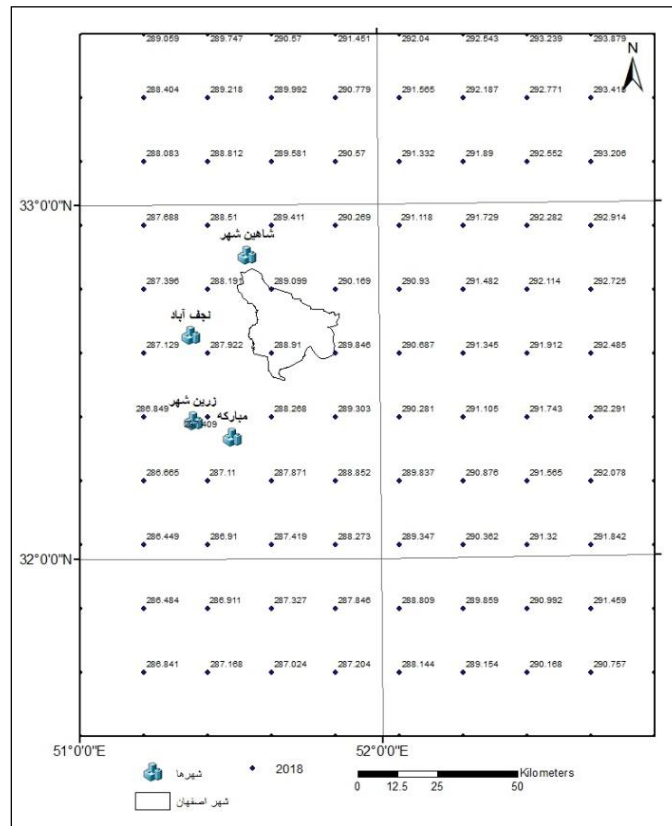 289.059 289.747 290.57 291.451 292.04 292.543 293.239 293.879
N
288.404 289.218 289.992 290.779 291.565 292.187 292.771 293.418
288.083 288.812 289.581 290.57 291.332 291.89 292.552 293.206
33°0'0"N 33°0'0"N
287.688 288.51 289.411 290.269 291.118 291.729 292.282 292.914
شاهین شهر
287.396 288.191 289.099 290.169 290.93 291.482 292.114 292.725
نجف آباد
287.129 287.922 288.91 289.846 290.687 291.345 291.912 292.485
زرین شهر
286.849 288.268 289.303 290.281 291.105 291.743 292.291
مبارکه
286.665 287.11 287.871 288.852 289.837 290.876 291.565 292.078
286.449 286.91 287.419 288.273 289.347 290.362 291.32 291.842
32°0'0"N 32°0'0"N
286.484 286.911 287.327 287.846 288.809 289.859 290.992 291.459
286.841 287.168 287.024 287.204 288.144 289.154 290.168 290.757
51°0'0"E 52°0'0"E
شهرها 2018
Kilometers
0 12.5 25 50
شهر اصفهان